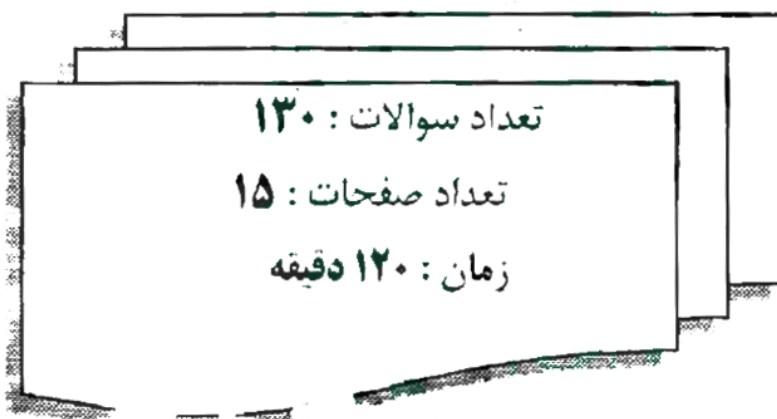 تعداد سوالات : ۱۳۰
تعداد صفحات : ۱۵
زمان : ۱۲۰ دقیقه